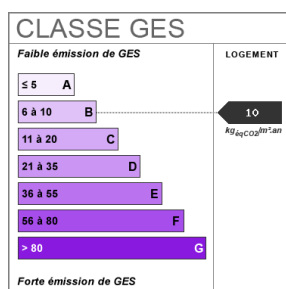 CLASSE GES
Faible émission de GES
LOGEMENT
≤ 5 A
6 à 10 B
10
11 à 20 C
kgéqCO2/m².an
21 à 35 D
36 à 55 E
56 à 80 F
> 80 G
Forte émission de GES